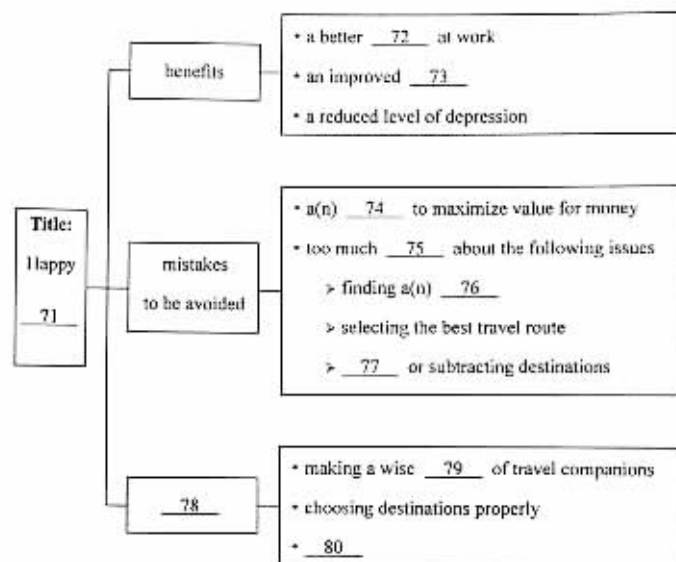 benefits
• a better 72 at work
• an improved 73
• a reduced level of depression
Title:
Happy
71
mistakes
to be avoided
• a(n) 74 to maximize value for money
• too much 75 about the following issues
➢ finding a(n) 76
➢ selecting the best travel route
➢ 77 or subtracting destinations
78
• making a wise 79 of travel companions
• choosing destinations properly
• 80